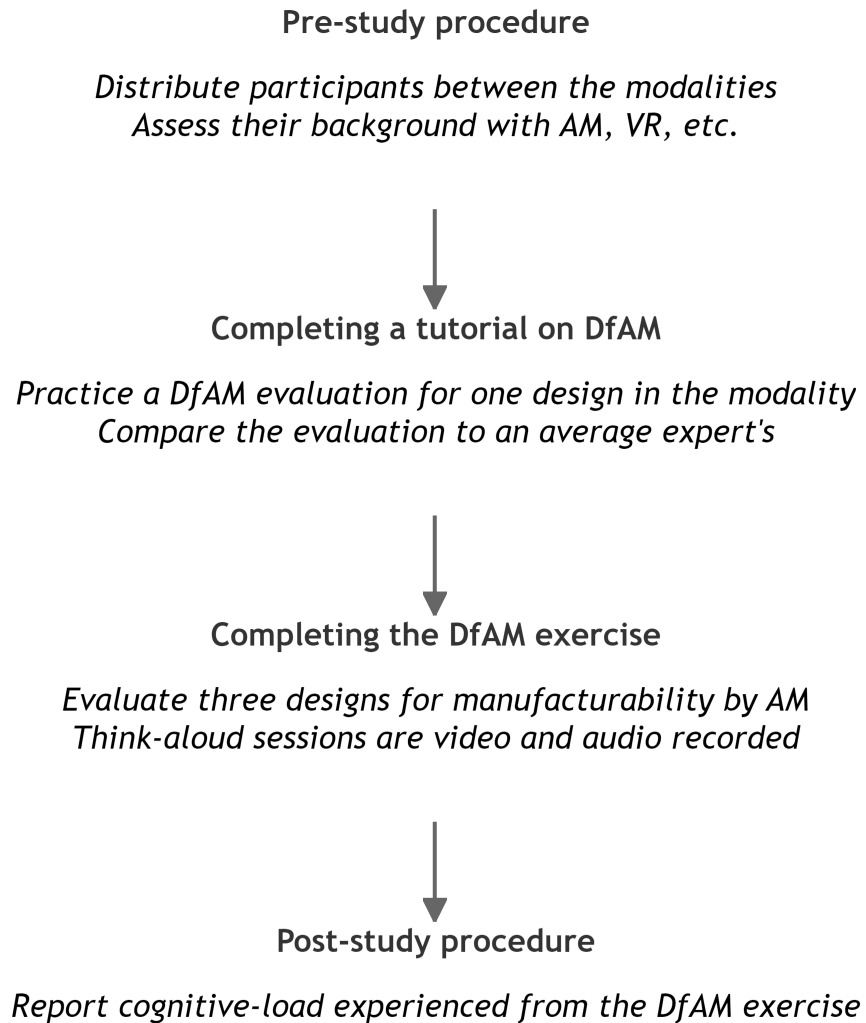 Pre-study procedure
Distribute participants between the modalities
Assess their background with AM, VR, etc.
Completing a tutorial on DfAM
Practice a DfAM evaluation for one design in the modality
Compare the evaluation to an average expert's
Completing the DfAM exercise
Evaluate three designs for manufacturability by AM
Think-aloud sessions are video and audio recorded
Post-study procedure
Report cognitive-load experienced from the DfAM exercise